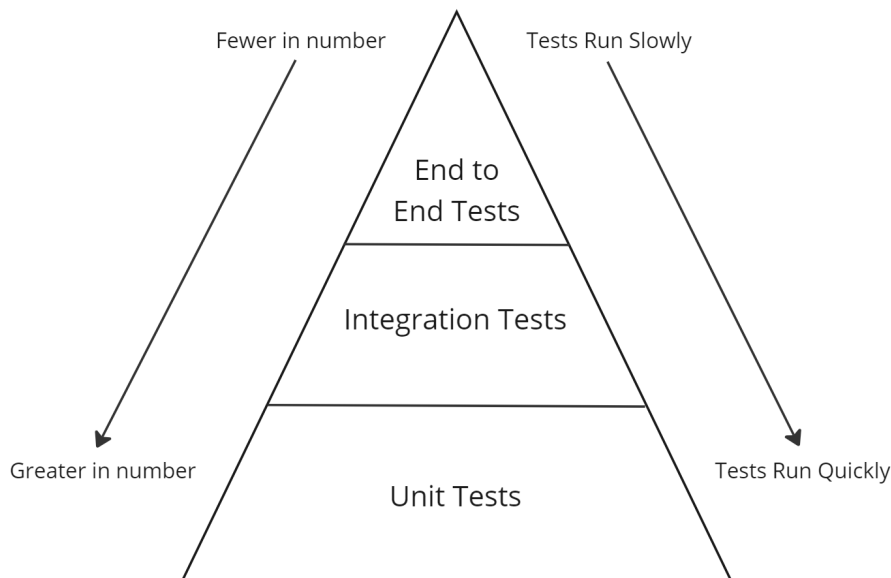 Fewer in number
Tests Run Slowly
End to
End Tests
Integration Tests
Greater in number
Tests Run Quickly
Unit Tests